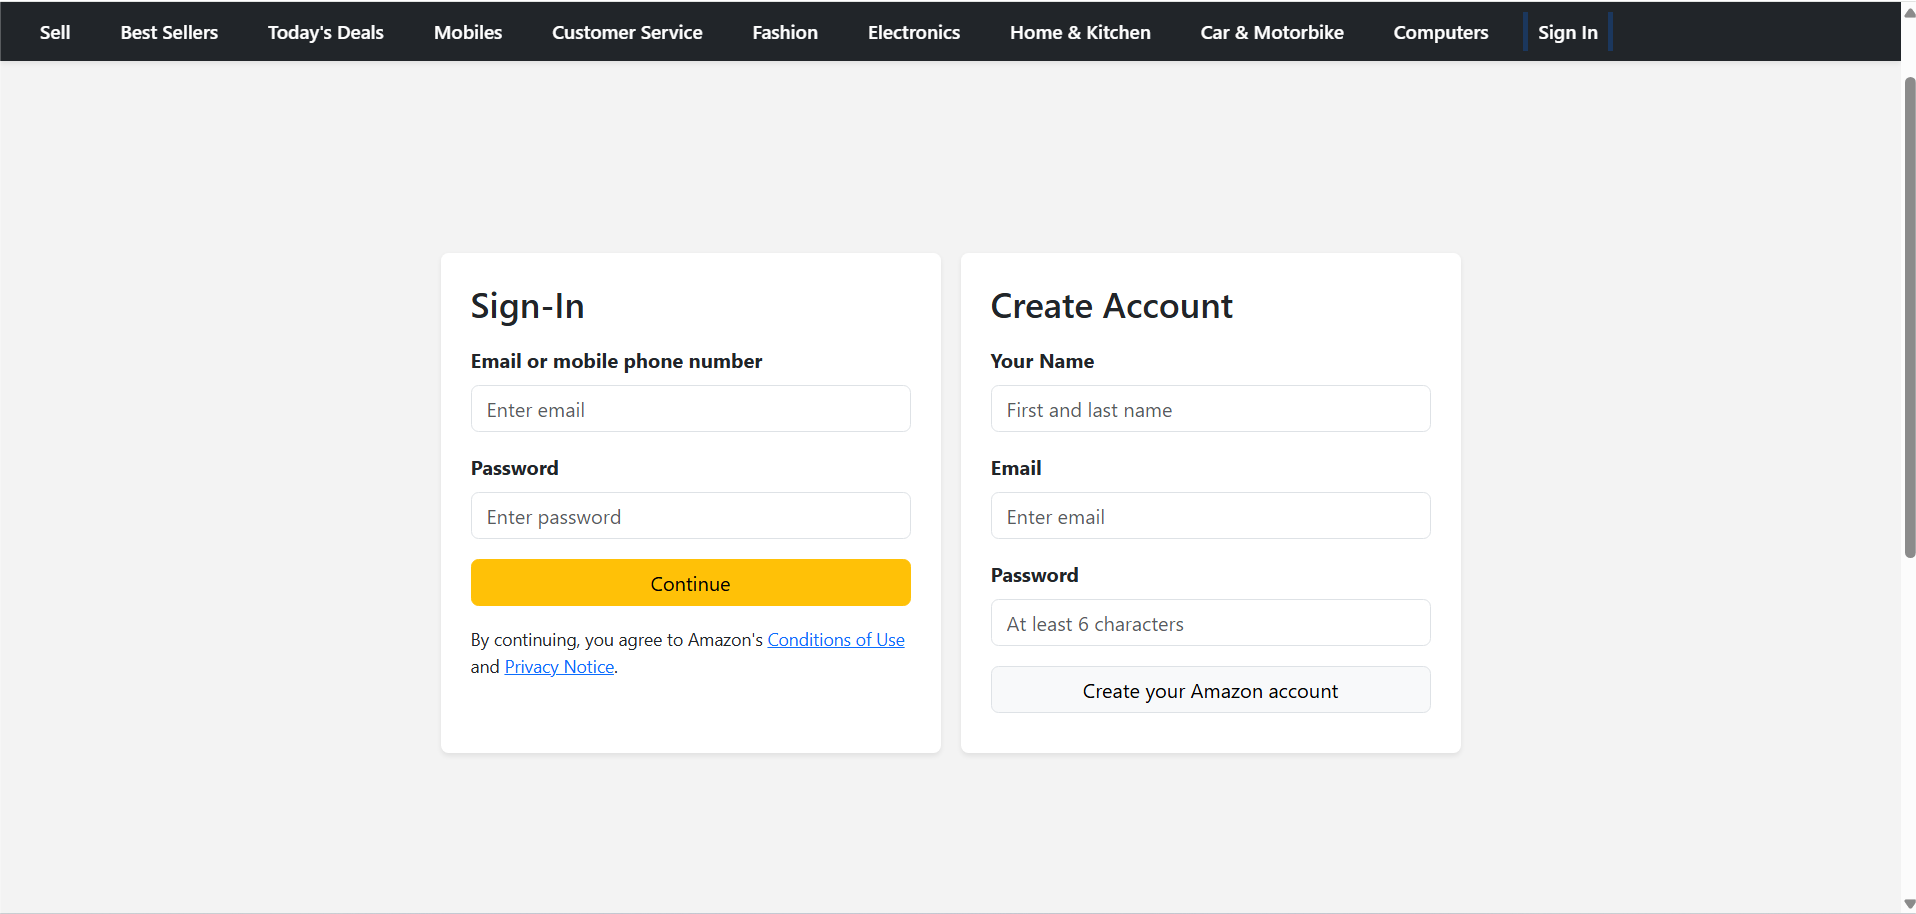 Sell Best Sellers Today's Deals Mobiles Customer Service Fashion Electronics Home & Kitchen Car & Motorbike Computers Sign In
Sign-In
Email or mobile phone number
Enter email
Password
Enter password
Continue
By continuing, you agree to Amazon's Conditions of Use
and Privacy Notice.
Create Account
Your Name
First and last name
Email
Enter email
Password
At least 6 characters
Create your Amazon account